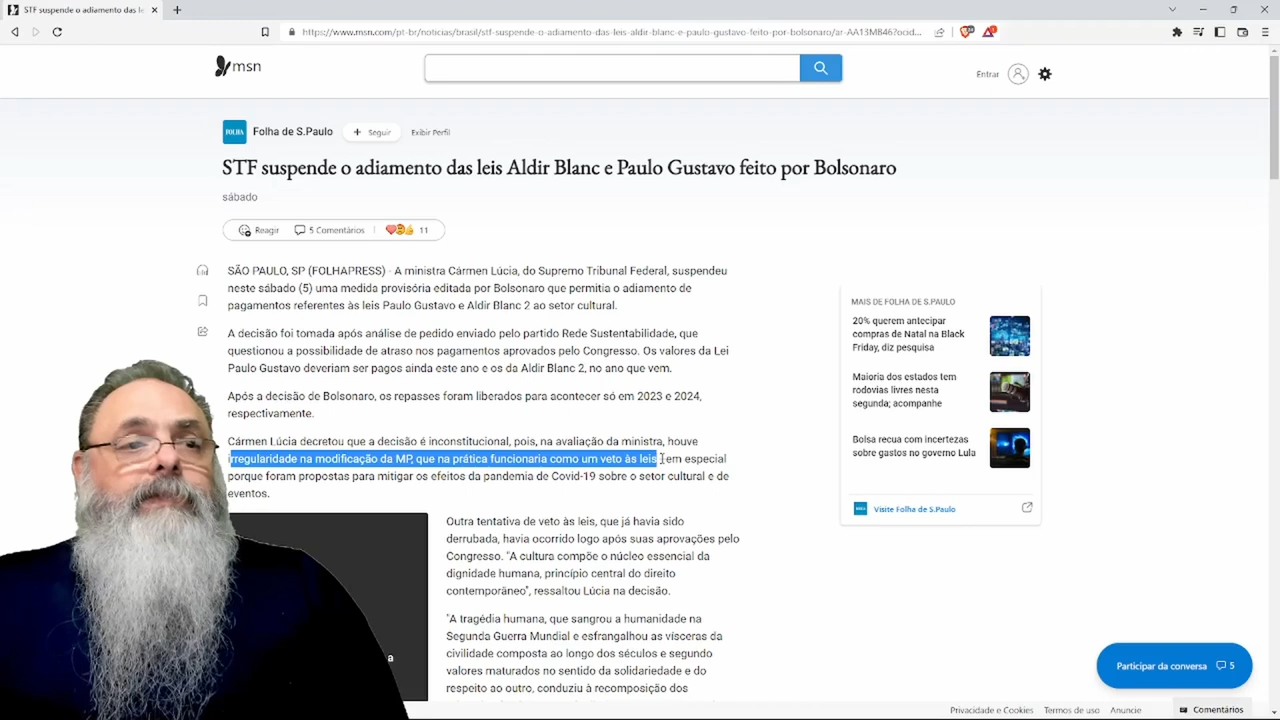 STF suspende o adiamento das le
https://www.msn.com/pt-br/noticias/brasil/stf-suspende-o-adiamento-das-leis-aldir-blanc-e-paulo-gustavo-feito-por-bolsonaro/ar-AA13MB46?ocid...
msn
Entrar
FOLHA
Folha de S.Paulo
+ Seguir
Exibir Perfil
STF suspende o adiamento das leis Aldir Blanc e Paulo Gustavo feito por Bolsonaro
sábado
Reagir
5 Comentários
11
SÃO PAULO, SP (FOLHAPRESS) - A ministra Cármen Lúcia, do Supremo Tribunal Federal, suspendeu
neste sábado (5) uma medida provisória editada por Bolsonaro que permitia o adiamento de
pagamentos referentes às leis Paulo Gustavo e Aldir Blanc 2 ao setor cultural.
A decisão foi tomada após análise de pedido enviado pelo partido Rede Sustentabilidade, que
questionou a possibilidade de atraso nos pagamentos aprovados pelo Congresso. Os valores da Lei
Paulo Gustavo deveriam ser pagos ainda este ano e os da Aldir Blanc 2, no ano que vem.
Após a decisão de Bolsonaro, os repasses foram liberados para acontecer só em 2023 e 2024,
respectivamente.
Cármen Lúcia decretou que a decisão é inconstitucional, pois, na avaliação da ministra, houve
irregularidade na modificação da MP, que na prática funcionaria como um veto às leis em especial
porque foram propostas para mitigar os efeitos da pandemia de Covid-19 sobre o setor cultural e de
eventos.
a
Outra tentativa de veto às leis, que já havia sido
derrubada, havia ocorrido logo após suas aprovações pelo
Congresso. "A cultura compõe o núcleo essencial da
dignidade humana, princípio central do direito
contemporâneo", ressaltou Lúcia na decisão.
"A tragédia humana, que sangrou a humanidade na
Segunda Guerra Mundial e esfrangalhou as vísceras da
civilidade composta ao longo dos séculos e segundo
valores maturados no sentido da solidariedade e do
respeito ao outro, conduziu à recomposição dos
MAIS DE FOLHA DE S.PAULO
20% querem antecipar
compras de Natal na Black
Friday, diz pesquisa
Maioria dos estados tem
rodovias livres nesta
segunda; acompanhe
Bolsa recua com incertezas
sobre gastos no governo Lula
Visite Folha de S.Paulo
Participar da conversa 5
Privacidade e Cookies
Termos de uso
Anuncie
Comentários